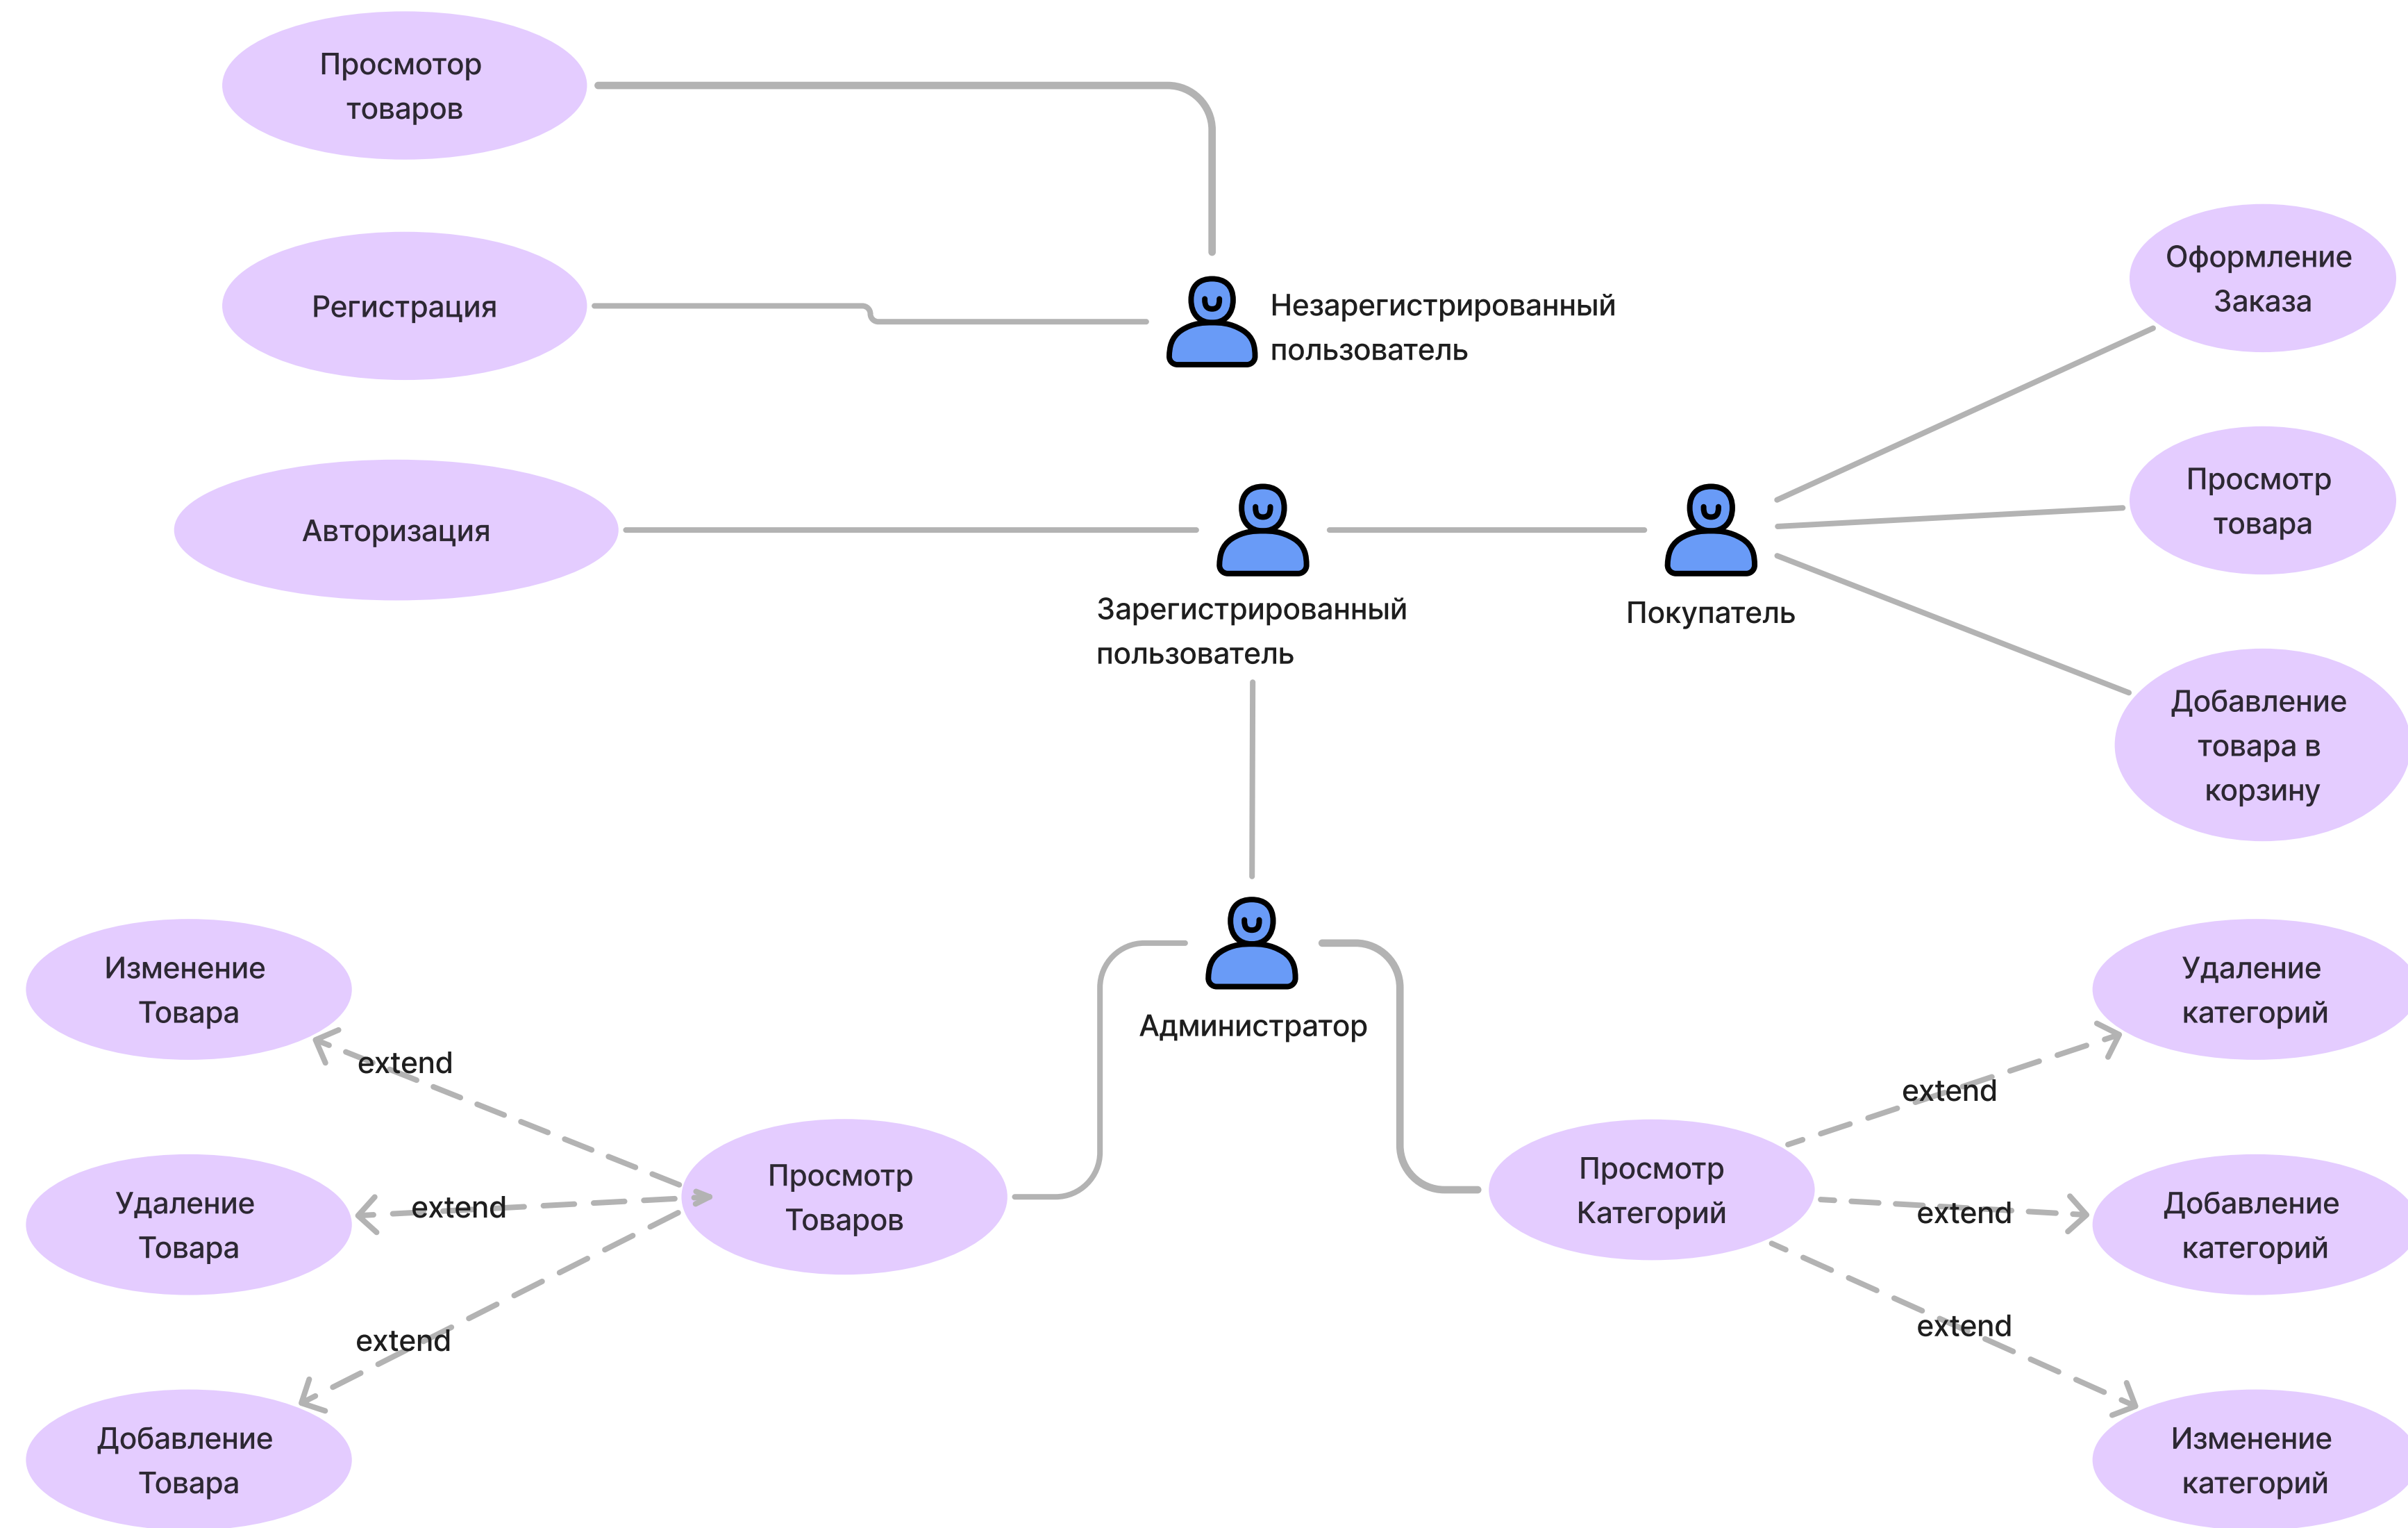 Просмотор
товаров
Регистрация
Незарегистрированный
пользователь
Оформление
Заказа
Авторизация
Просмотр
товара
Зарегистрированный
пользователь
Покупатель
Добавление
товара в
корзину
Изменение
Товара
extend
Администратор
Удаление
категорий
extend
Удаление
Товара
extend
Просмотр
Товаров
Просмотр
Категорий
extend
Добавление
категорий
extend
Добавление
Товара
extend
Изменение
категорий